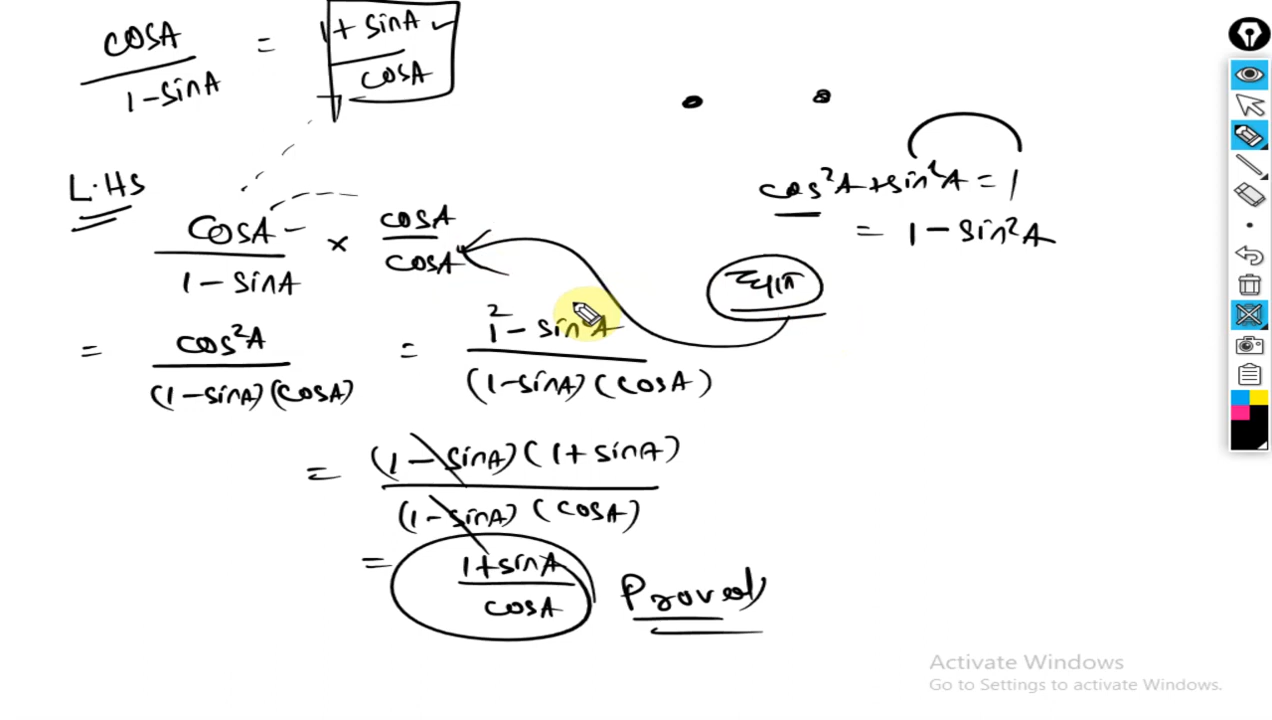 cosA / 1-sinA = 1+sinA / cosA
L.HS
cosA / 1-sinA × cosA / cosA
cos²A+sin²A = 1
= 1-sin²A
= cos²A / (1-sinA)(cosA) = 1²-sin²A / (1-sinA)(cosA)
= (1-sinA)(1+sinA) / (1-sinA)(cosA)
= 1+sinA / cosA Proved
Activate Windows
Go to Settings to activate Windows.